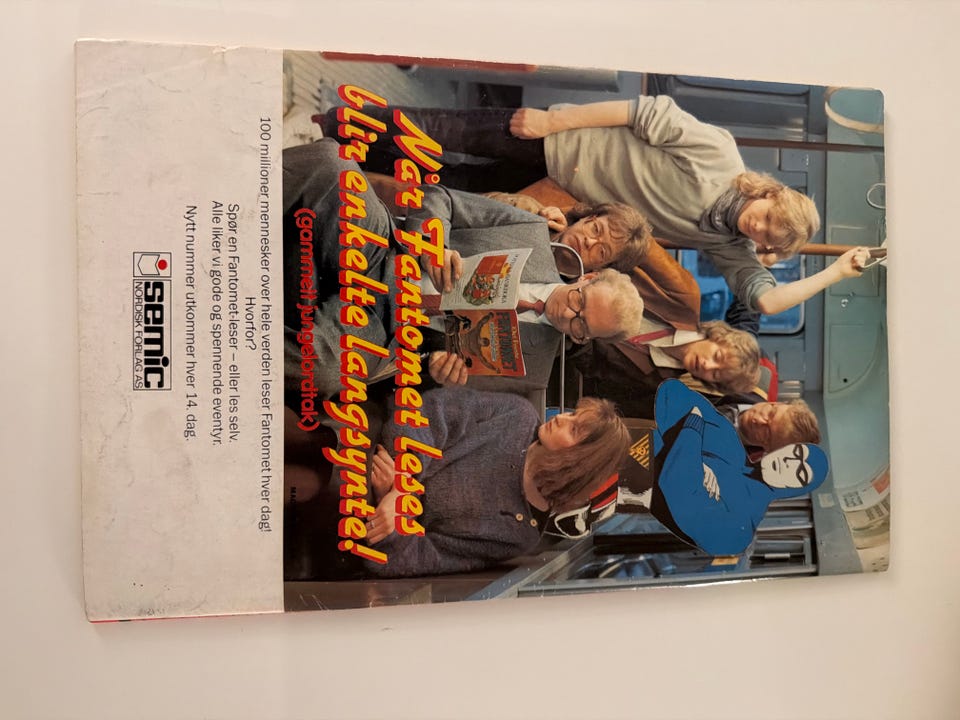 Når Fantomet leses
blir enkelte langsynte!
(gammelt jungelordtak)
100 millioner mennesker over hele verden leser Fantomet hver dag!
Hvorfor?
Spør en Fantomet-leser – eller les selv.
Alle liker vi gode og spennende eventyr.
Nytt nummer utkommer hver 14. dag.
semic
NORDISK FORLAG AS